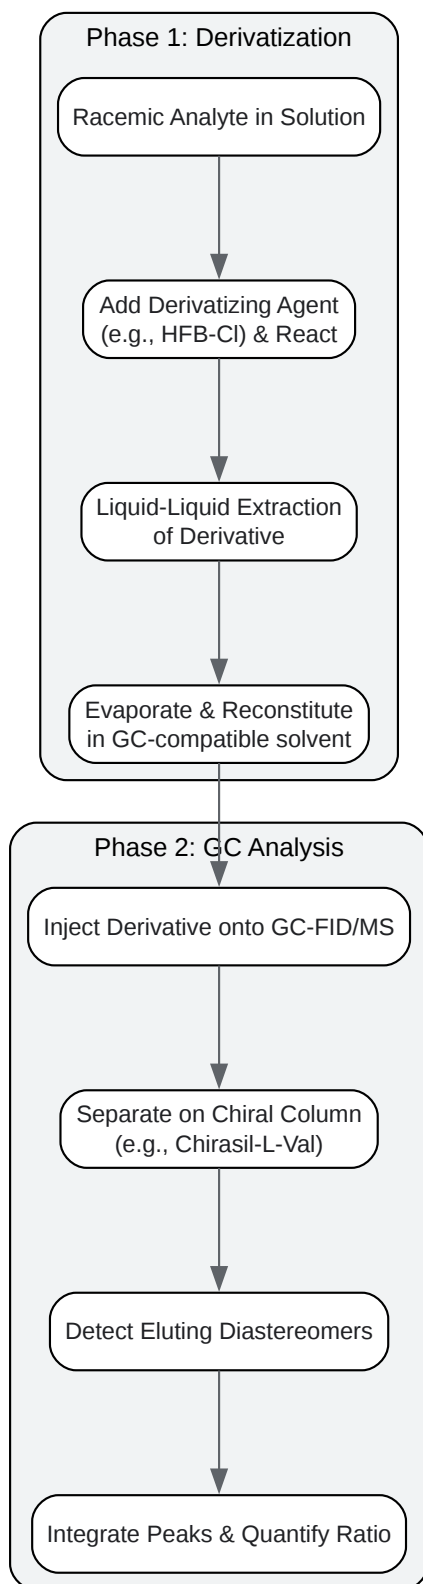 Phase 1: Derivatization
Racemic Analyte in Solution
Add Derivatizing Agent
(e.g., HFB-Cl) & React
Liquid-Liquid Extraction
of Derivative
Evaporate & Reconstitute
in GC-compatible solvent
Phase 2: GC Analysis
Inject Derivative onto GC-FID/MS
Separate on Chiral Column
(e.g., Chirasil-L-Val)
Detect Eluting Diastereomers
Integrate Peaks & Quantify Ratio